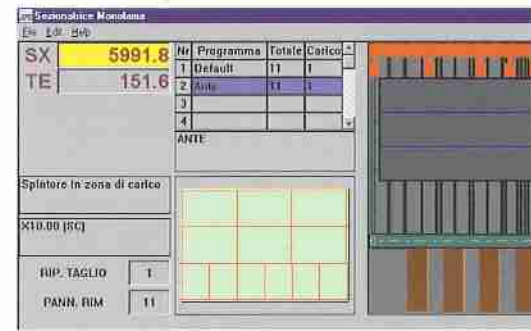 Sezionatrice Monolama
File Edit Help
SX 5991.8
TE 151.6
Nr Programma Totale Carico
1 Default 11 1
2 Ante 11 1
3
4
ANTE
Spintore in zona di carico
X10.00 [SC]
RIP. TAGLIO 1
PANN. RIM 11